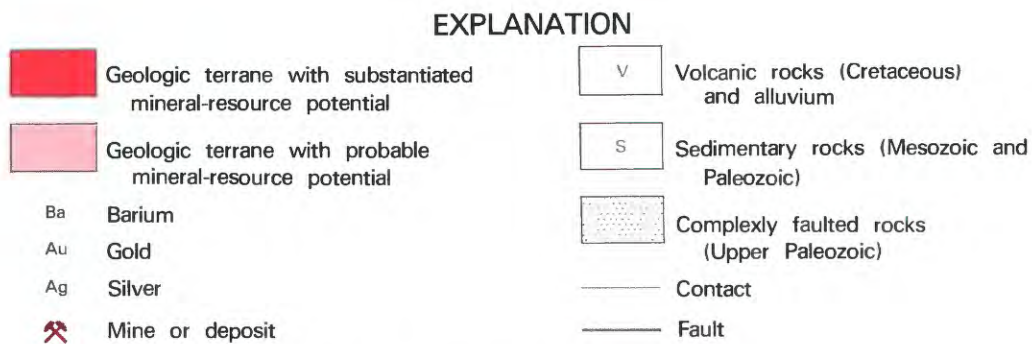 EXPLANATION
Geologic terrane with substantiated
mineral-resource potential
Geologic terrane with probable
mineral-resource potential
Ba Barium
Au Gold
Ag Silver
Mine or deposit
V Volcanic rocks (Cretaceous)
and alluvium
S Sedimentary rocks (Mesozoic and
Paleozoic)
Complexly faulted rocks
(Upper Paleozoic)
Contact
Fault